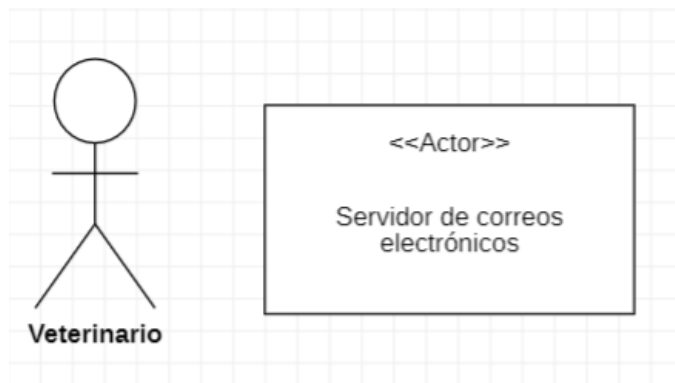 <<Actor>>
Servidor de correos
electrónicos
Veterinario